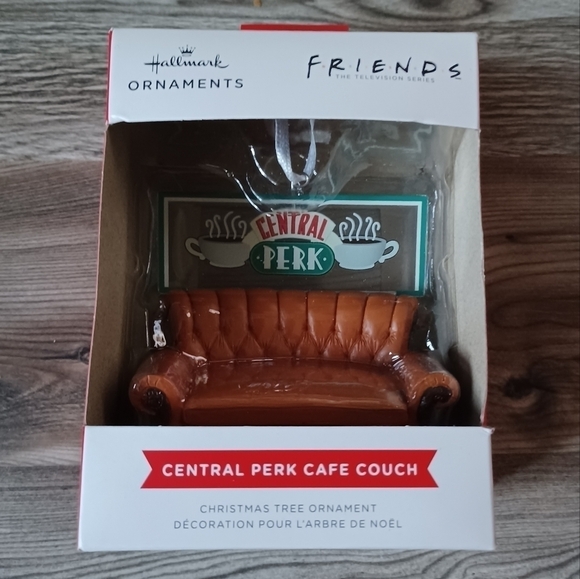 Hallmark
ORNAMENTS
F·R·I·E·N·D·S
THE TELEVISION SERIES
CENTRAL
PERK
CENTRAL PERK CAFE COUCH
CHRISTMAS TREE ORNAMENT
DÉCORATION POUR L'ARBRE DE NOËL